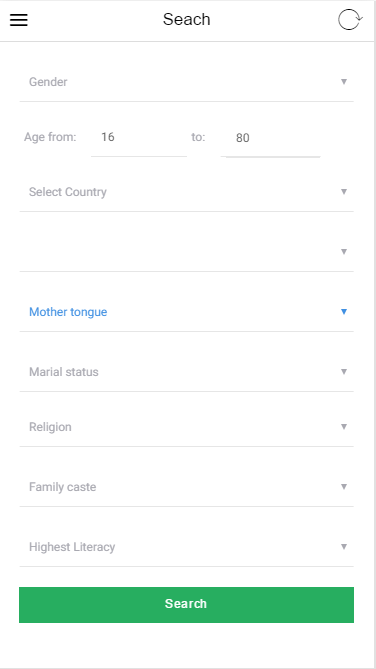 Seach
Gender
Age from: 16 to: 80
Select Country
Mother tongue
Marial status
Religion
Family caste
Highest Literacy
Search